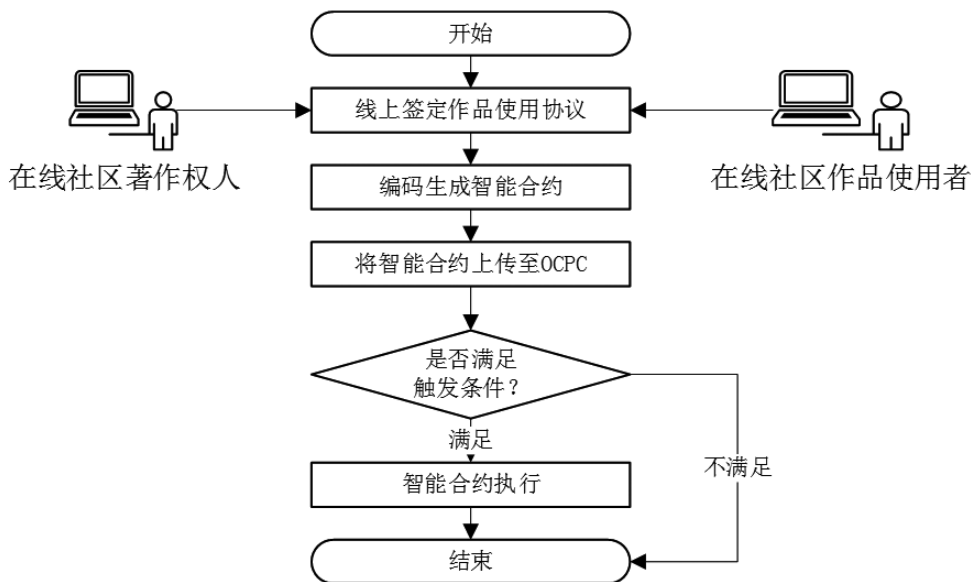 开始
线上签定作品使用协议
在线社区著作权人
在线社区作品使用者
编码生成智能合约
将智能合约上传至OCPC
是否满足
触发条件？
满足
不满足
智能合约执行
结束